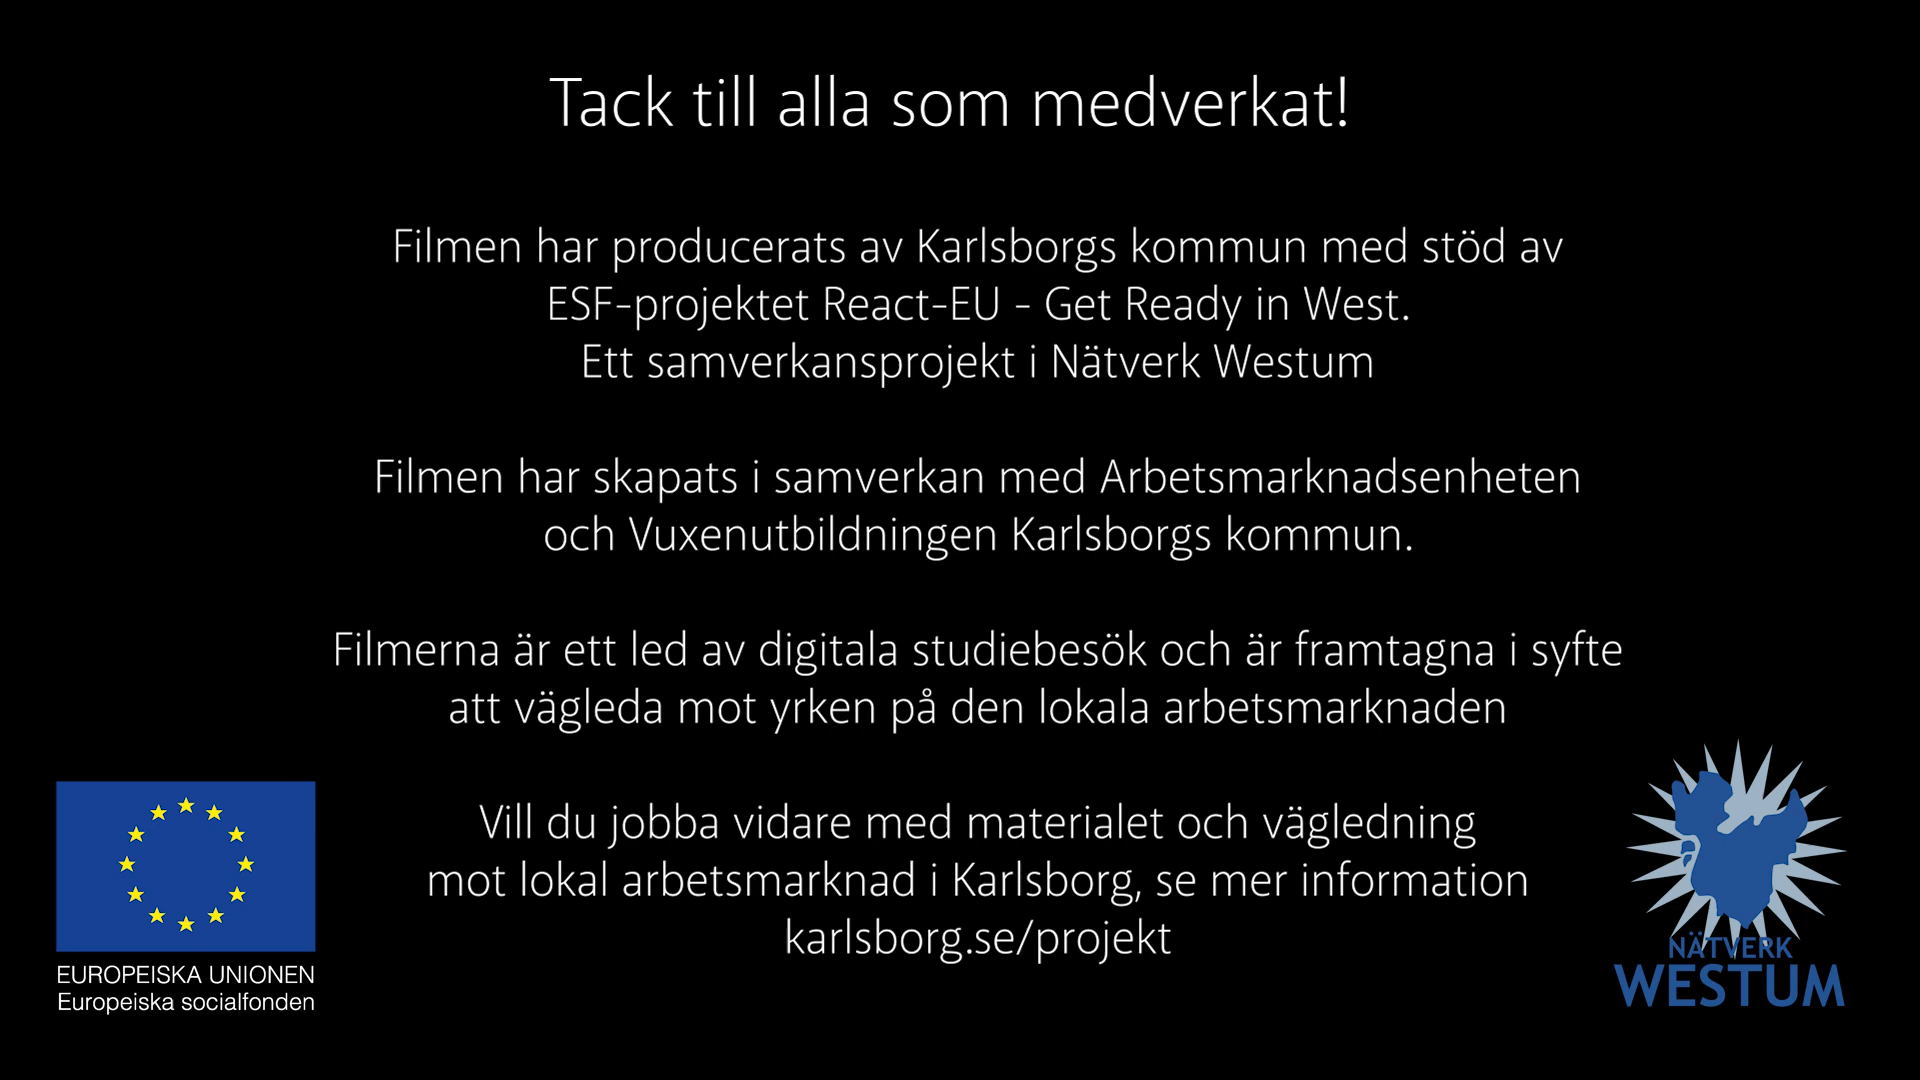 Tack till alla som medverkat!
Filmen har producerats av Karlsborgs kommun med stöd av
ESF-projektet React-EU - Get Ready in West.
Ett samverkansprojekt i Nätverk Westum
Filmen har skapats i samverkan med Arbetsmarknadsenheten
och Vuxenutbildningen Karlsborgs kommun.
Filmerna är ett led av digitala studiebesök och är framtagna i syfte
att vägleda mot yrken på den lokala arbetsmarknaden
Vill du jobba vidare med materialet och vägledning
mot lokal arbetsmarknad i Karlsborg, se mer information
karlsborg.se/projekt
EUROPEISKA UNIONEN
Europeiska socialfonden
NÄTVERK
WESTUM